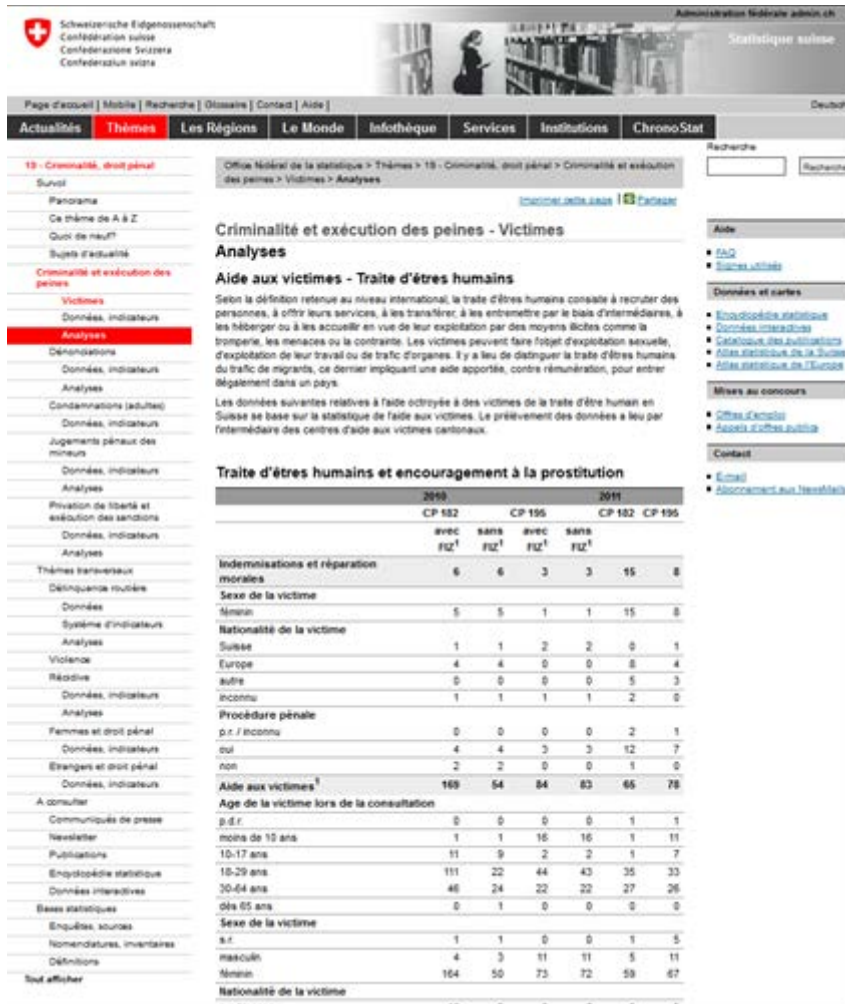 Administration fédérale admin.ch
Schweizerische Eidgenossenschaft
Confédération suisse
Confederazione Svizzera
Confederaziun svizra
Statistique suisse
Page d'accueil | Mobile | Recherche | Glossaire | Contact | Aide |
Deutsch
Actualités Thèmes Les Régions Le Monde Infothèque Services Institutions ChronoStat
19 - Criminalité, droit pénal
Survol
Panorama
Ce thème de A à Z
Quoi de neuf?
Sujets d'actualité
Criminalité et exécution des
peines
Victimes
Données, indicateurs
Analyses
Dénonciations
Données, indicateurs
Analyses
Condamnations (adultes)
Données, indicateurs
Jugements pénaux des
mineurs
Données, indicateurs
Analyses
Privation de liberté et
exécution des sanctions
Données, indicateurs
Analyses
Thèmes transversaux
Délinquance routière
Données
Système d'indicateurs
Analyses
Violence
Récidive
Données, indicateurs
Analyses
Femmes et droit pénal
Données, indicateurs
Etrangers et droit pénal
Données, indicateurs
A consulter
Communiqués de presse
Newsletter
Publications
Encyclopédie statistique
Données interactives
Bases statistiques
Enquêtes, sources
Nomenclatures, inventaires
Définitions
Tout afficher
Office fédéral de la statistique > Thèmes > 19 - Criminalité, droit pénal > Criminalité et exécution
des peines > Victimes > Analyses
Imprimer cette page | Partager
Criminalité et exécution des peines - Victimes
Analyses
Aide aux victimes - Traite d'êtres humains
Selon la définition retenue au niveau international, la traite d'êtres humains consiste à recruter des
personnes, à offrir leurs services, à les transférer, à les entremettre par le biais d'intermédiaires, à
les héberger ou à les accueillir en vue de leur exploitation par des moyens illicites comme la
tromperie, les menaces ou la contrainte. Les victimes peuvent faire l'objet d'exploitation sexuelle,
d'exploitation de leur travail ou de trafic d'organes. Il y a lieu de distinguer la traite d'êtres humains
du trafic de migrants, ce dernier impliquant une aide apportée, contre rémunération, pour entrer
illégalement dans un pays.
Les données suivantes relatives à l'aide octroyée à des victimes de la traite d'être humain en
Suisse se base sur la statistique de l'aide aux victimes. Le prélèvement des données a lieu par
l'intermédiaire des centres d'aide aux victimes cantonaux.
Traite d'êtres humains et encouragement à la prostitution
2010 2011
CP 182 CP 195 CP 182 CP 195
avec FIZ1 sans FIZ1 avec FIZ1 sans FIZ1
Indemnisations et réparation
morales 6 6 3 3 15 8
Sexe de la victime
féminin 5 5 1 1 15 8
Nationalité de la victime
Suisse 1 1 2 2 0 1
Europe 4 4 0 0 8 4
autre 0 0 0 0 5 3
inconnu 1 1 1 1 2 0
Procédure pénale
p.r. / inconnu 0 0 0 0 2 1
oui 4 4 3 3 12 7
non 2 2 0 0 1 0
Aide aux victimes1 169 54 84 83 65 78
Age de la victime lors de la consultation
p.d.r. 0 0 0 0 1 1
moins de 10 ans 1 1 16 16 1 11
10-17 ans 11 9 2 2 1 7
18-29 ans 111 22 44 43 35 33
30-64 ans 46 24 22 22 27 26
dès 65 ans 0 1 0 0 0 0
Sexe de la victime
s.r. 1 1 0 0 1 5
masculin 4 3 11 11 5 11
féminin 164 50 73 72 59 67
Nationalité de la victime
Recherche
Recherche
Aide
FAQ
Signes utilisés
Données et cartes
Encyclopédie statistique
Données interactives
Catalogue des publications
Atlas statistique de la Suisse
Atlas statistique de l'Europe
Mises au concours
Offres d'emploi
Appels d'offres publics
Contact
E-mail
Abonnement aux NewsMails